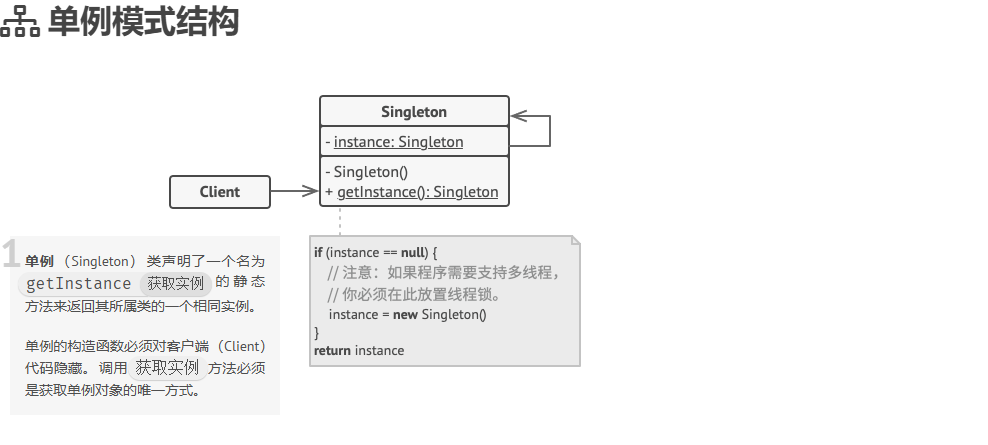 单例模式结构
Singleton
- instance: Singleton
- Singleton()
+ getInstance(): Singleton
Client
1
单例（Singleton）类声明了一个名为
getInstance 获取实例 的静态
方法来返回其所属类的一个相同实例。
单例的构造函数必须对客户端（Client）
代码隐藏。调用 获取实例 方法必须
是获取单例对象的唯一方式。
if (instance == null) {
// 注意：如果程序需要支持多线程，
// 你必须在此放置线程锁。
instance = new Singleton()
}
return instance